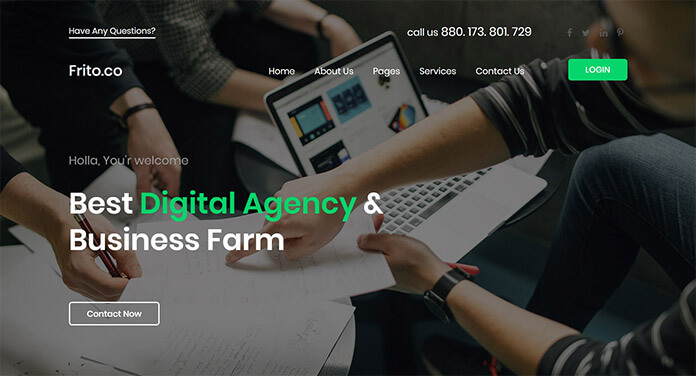 Have Any Questions?
call us 880. 173. 801. 729
Frito.co
Home About Us Pages Services Contact Us
LOGIN
Holla, You'r welcome
Best Digital Agency &
Business Farm
Contact Now